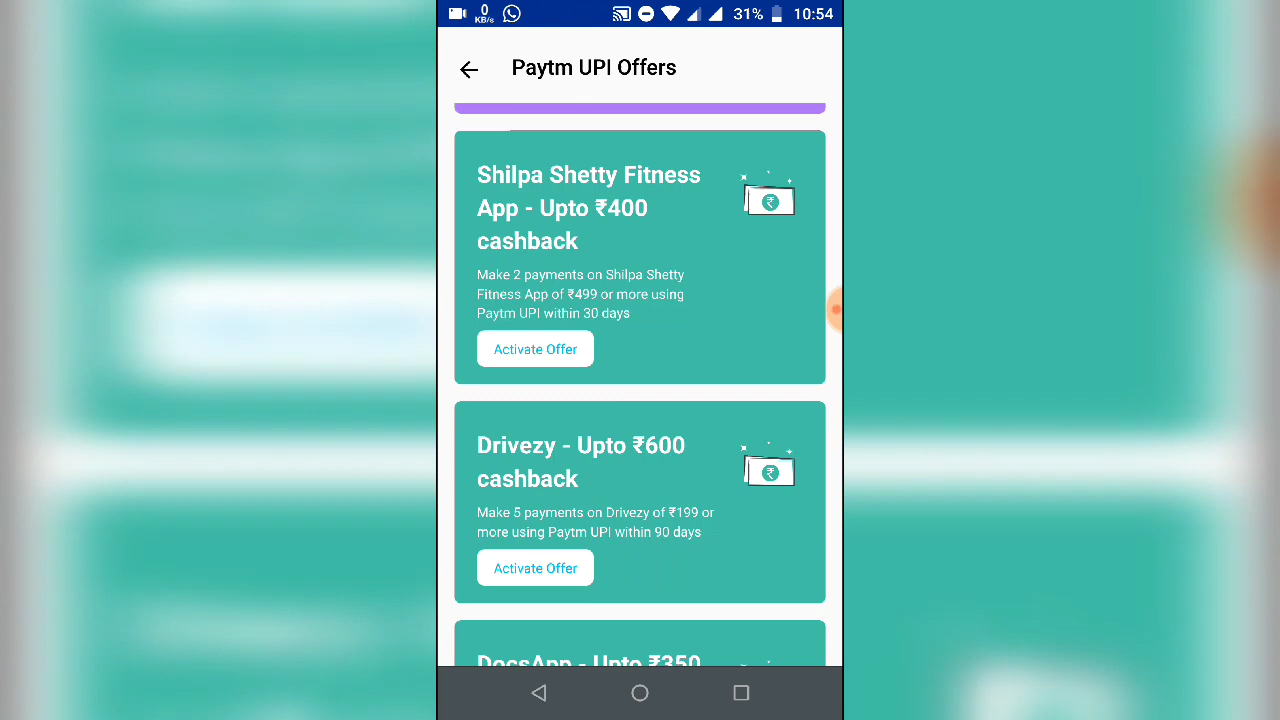 0
KB/s
31%
10:54
Paytm UPI Offers
Shilpa Shetty Fitness
App - Upto ₹400
cashback
₹
Make 2 payments on Shilpa Shetty
Fitness App of ₹499 or more using
Paytm UPI within 30 days
Activate Offer
Drivezy - Upto ₹600
cashback
₹
Make 5 payments on Drivezy of ₹199 or
more using Paytm UPI within 90 days
Activate Offer
DocsApp - Upto ₹350